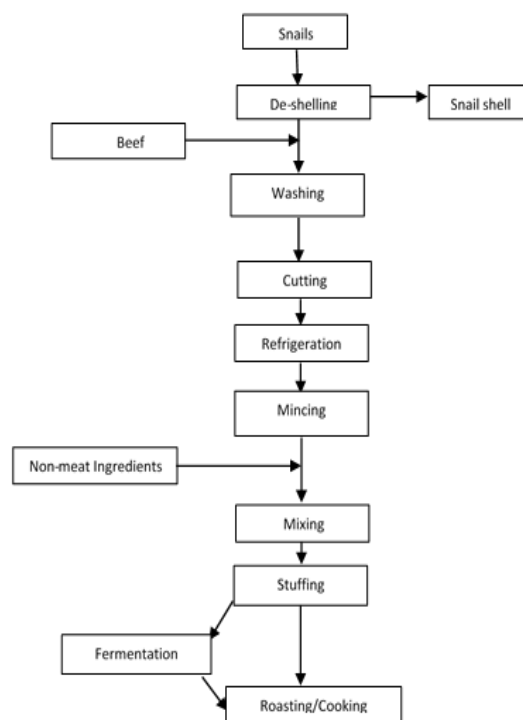 Snails
De-shelling
Snail shell
Beef
Washing
Cutting
Refrigeration
Mincing
Non-meat Ingredients
Mixing
Stuffing
Fermentation
Roasting/Cooking